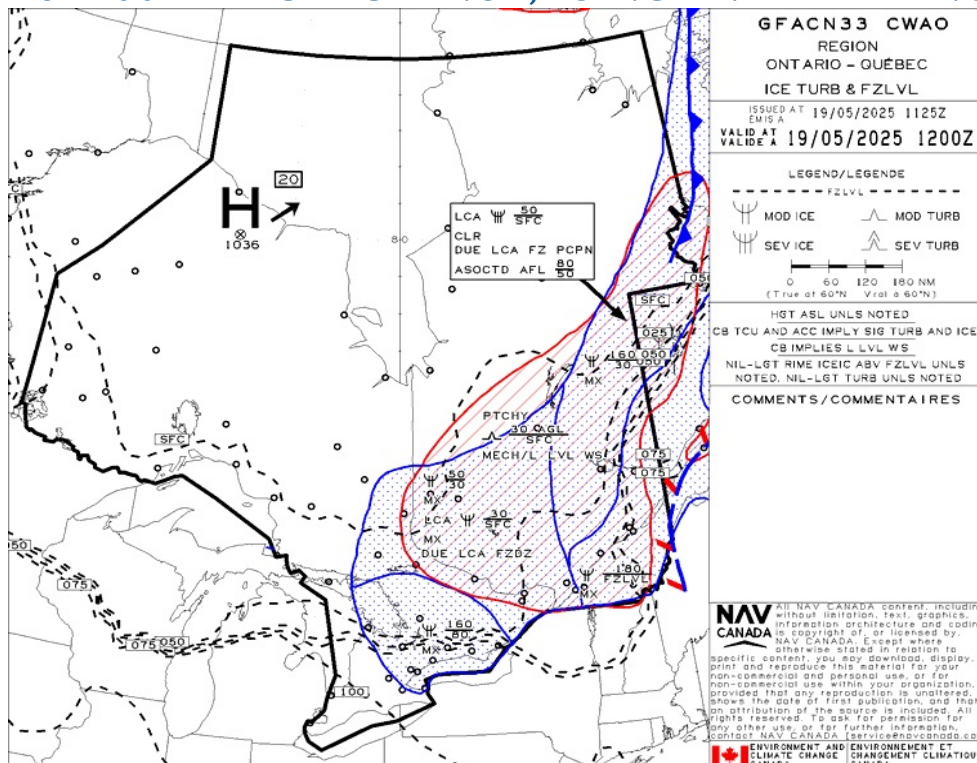 GFACN33 CWAO
REGION
ONTARIO - QUÉBEC
ICE TURB & FZLVL
ISSUED AT 19/05/2025 1125Z
ÉMIS A
VALID AT 19/05/2025 1200Z
VALIDE A
LEGEND/LÉGENDE
FZLVL
MOD ICE MOD TURB
SEV ICE SEV TURB
0 60 120 180 NM
(True at 60°N Vrai à 60°N)
HGT ASL UNLS NOTED
CB TCU AND ACC IMPLY SIG TURB AND ICE
CB IMPLIES L LVL WS
NIL-LGT RIME ICEIC ABV FZLVL UNLS
NOTED. NIL-LGT TURB UNLS NOTED
COMMENTS/COMMENTAIRES
20
H
1036
80
LCA 50
SFC
CLR
DUE LCA FZ PCPN
ASOCTD AFL 80
50
050
SFC
025
160 050
30
MX
PTCHY
30 AGL
SFC
MECH/L LVL WS
075
075
SFC
50
30
MX
LCA 30
SFC
MX
DUE LCA FZDZ
180
FZLVL
MX
050
075
075 050
160
80
MX
100
NAV
CANADA
All NAV CANADA content, including
without limitation, text, graphics,
information architecture and coding
is copyright of, or licensed by,
NAV CANADA. Except where
otherwise stated in relation to
specific content, you may download, display,
print and reproduce this material for your
non-commercial and personal use, or for
non-commercial use within your organization,
provided that any reproduction is unaltered,
shows the date of first publication, and that
an attribution of the source is included. All
rights reserved. To ask for permission for
any other use, or for further information,
contact NAV CANADA [service@navcanada.ca
ENVIRONMENT AND
CLIMATE CHANGE
CANADA
ENVIRONNEMENT ET
CHANGEMENT CLIMATIQUE
CANADA